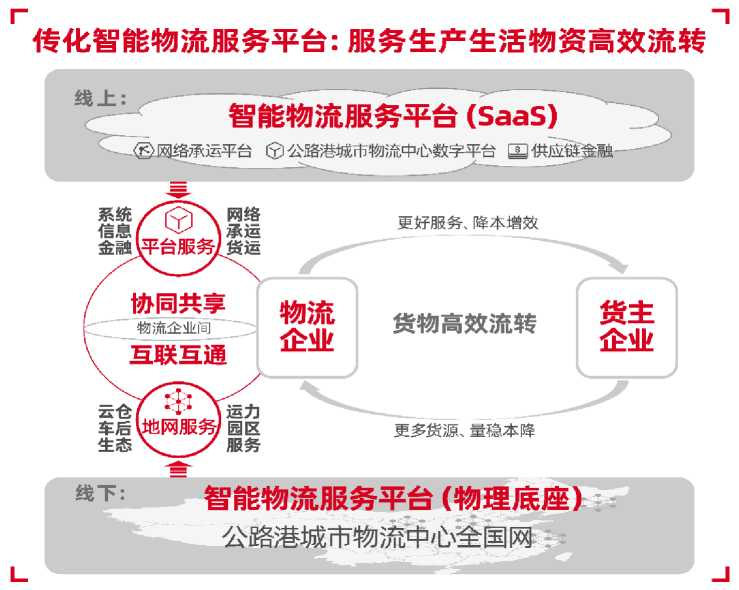 传化智能物流服务平台：服务生产生活物资高效流转
线上：
智能物流服务平台（SaaS）
网络承运平台 公路港城市物流中心数字平台 供应链金融
系统
信息
金融
平台服务
网络
承运
货运
更好服务、降本增效
协同共享
物流企业间
互联互通
物流
企业
货物高效流转
货主
企业
云仓
车后
生态
地网服务
运力
园区
服务
更多货源、量稳本降
线下：
智能物流服务平台（物理底座）
公路港城市物流中心全国网